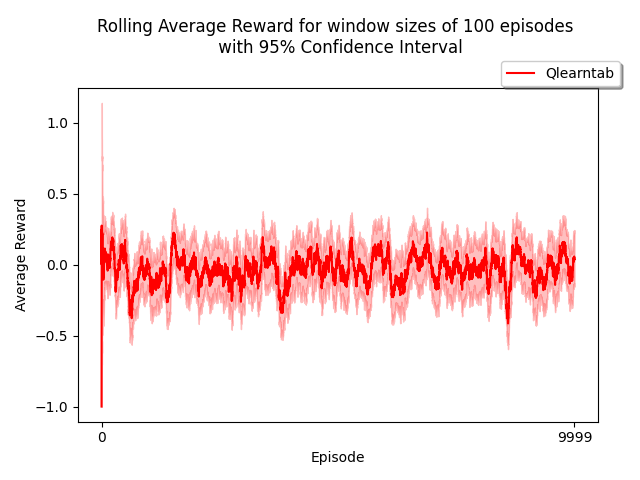 Rolling Average Reward for window sizes of 100 episodes
with 95% Confidence Interval
Qlearntab
1.0
0.5
0.0
−0.5
−1.0
Average Reward
0
9999
Episode